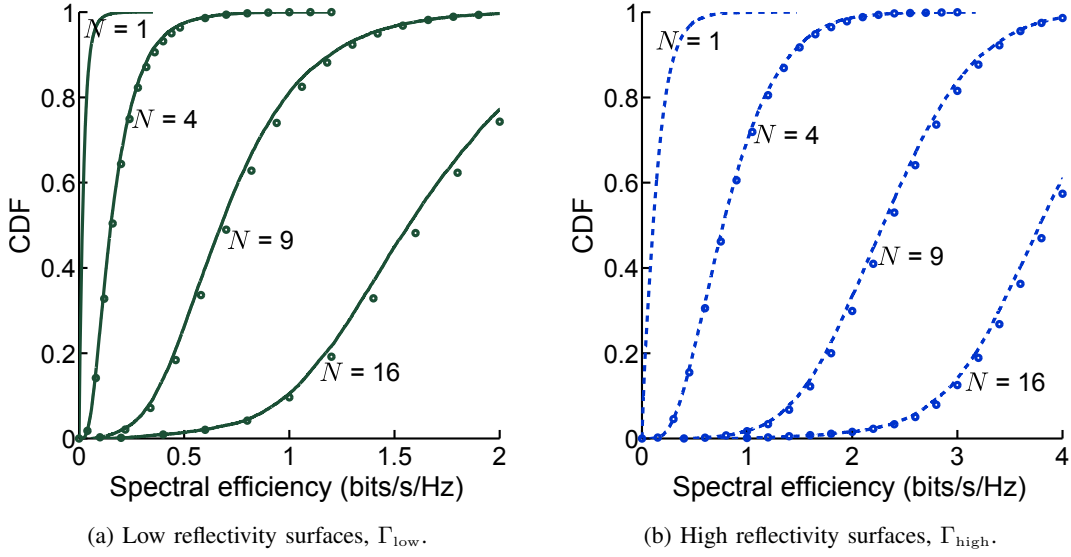 1
0.8
0.6
0.4
0.2
0
CDF
N = 1
N = 4
N = 9
N = 16
0
0.5
1
1.5
2
Spectral efficiency (bits/s/Hz)
(a) Low reflectivity surfaces, Γlow.
1
0.8
0.6
0.4
0.2
0
CDF
N = 1
N = 4
N = 9
N = 16
0
1
2
3
4
Spectral efficiency (bits/s/Hz)
(b) High reflectivity surfaces, Γhigh.